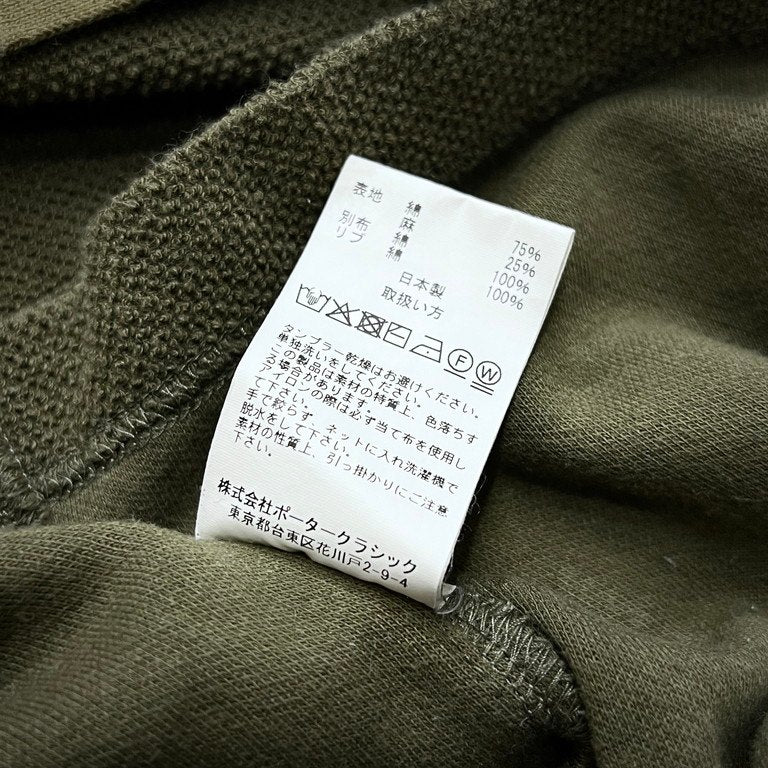 表地 綿 75%
麻 25%
別布 綿 100%
リブ 綿 100%
日本製
取扱い方
F W
タンブラー乾燥はお避けください。
単独洗いをしてください。
この製品は素材の特質上、色落ちす
る場合があります。
アイロンの際は必ず当て布を使用し
て下さい。
手で絞らず、ネットに入れ洗濯機で
脱水をして下さい。
素材の性質上、引っ掛かりにご注意
下さい。
株式会社ポータークラシック
東京都台東区花川戸2-9-4